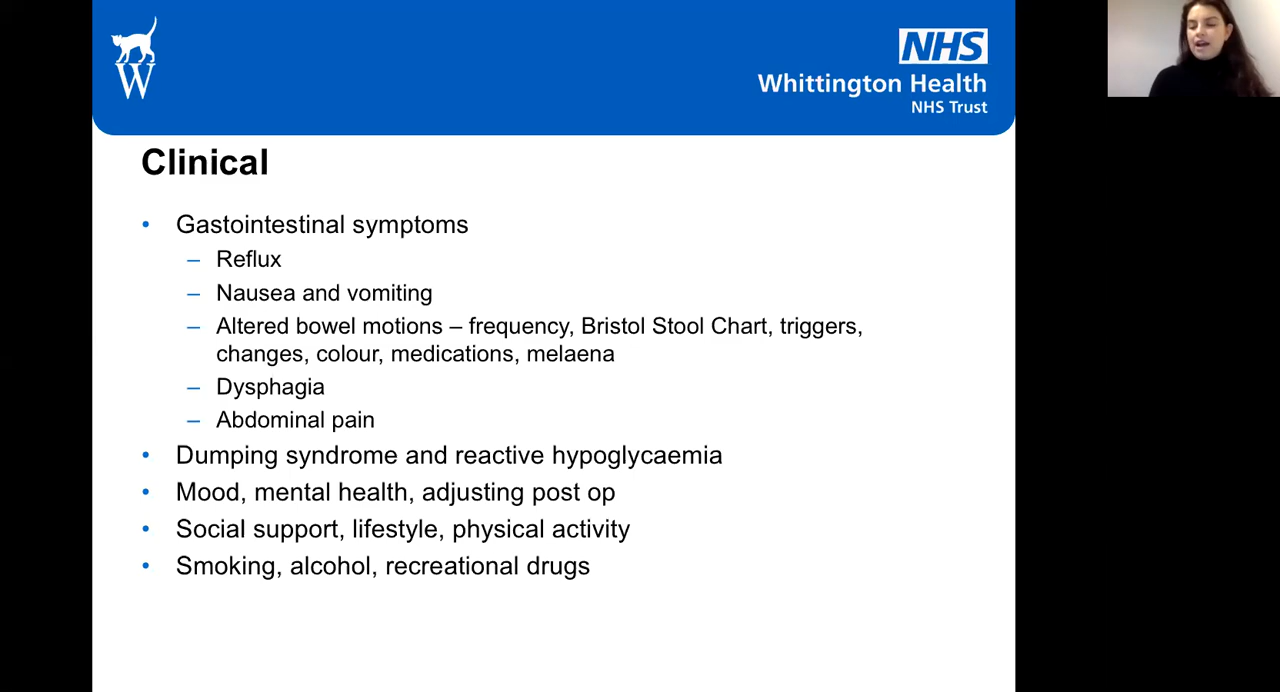 W
NHS
Whittington Health
NHS Trust
Clinical
• Gastointestinal symptoms
– Reflux
– Nausea and vomiting
– Altered bowel motions – frequency, Bristol Stool Chart, triggers,
changes, colour, medications, melaena
– Dysphagia
– Abdominal pain
• Dumping syndrome and reactive hypoglycaemia
• Mood, mental health, adjusting post op
• Social support, lifestyle, physical activity
• Smoking, alcohol, recreational drugs